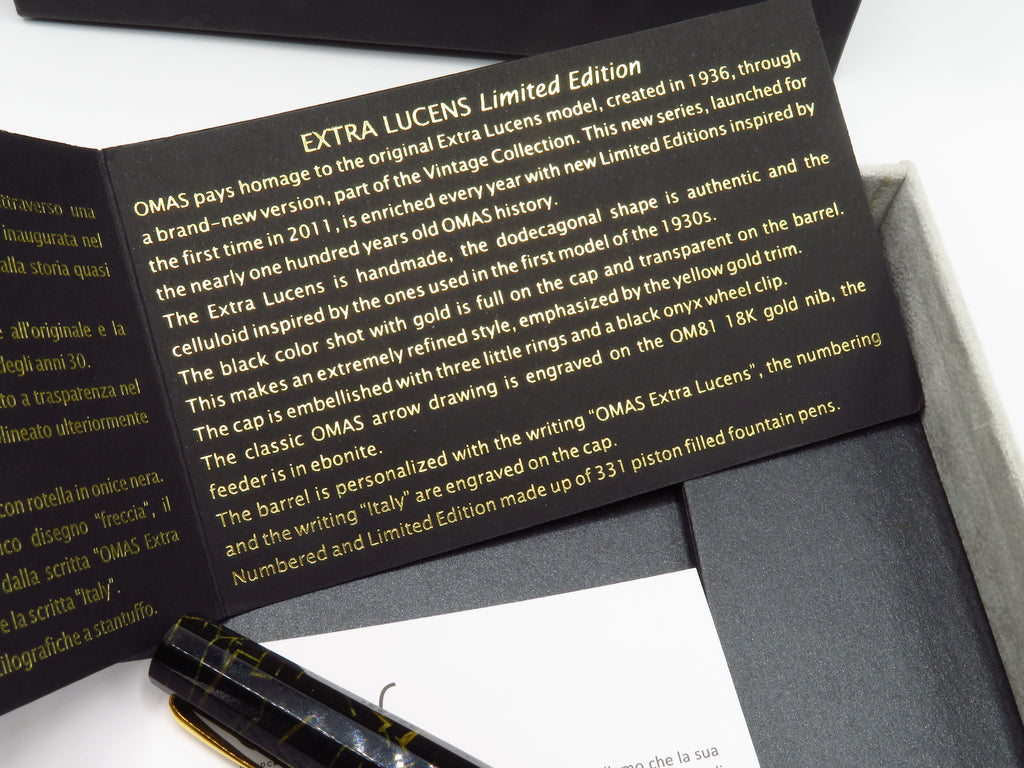 EXTRA LUCENS Limited Edition
OMAS pays homage to the original Extra Lucens model, created in 1936, through
a brand-new version, part of the Vintage Collection. This new series, launched for
the first time in 2011, is enriched every year with new Limited Editions inspired by
the nearly one hundred years old OMAS history.
The Extra Lucens is handmade, the dodecagonal shape is authentic and the
celluloid inspired by the ones used in the first model of the 1930s.
The black color shot with gold is full on the cap and transparent on the barrel.
This makes an extremely refined style, emphasized by the yellow gold trim.
The cap is embellished with three little rings and a black onyx wheel clip.
The classic OMAS arrow drawing is engraved on the OM81 18K gold nib, the
feeder is in ebonite.
The barrel is personalized with the writing "OMAS Extra Lucens", the numbering
and the writing "Italy" are engraved on the cap.
Numbered and Limited Edition made up of 331 piston filled fountain pens.
attraverso una
inaugurata nel
alla storia quasi
e all'originale e la
degli anni 30.
to a trasparenza nel
olineato ulteriormente
con rotella in onice nera.
ico disegno "freccia", il
dalla scritta "OMAS Extra
e la scritta "Italy".
ilografiche a stantuffo.
mo che la sua